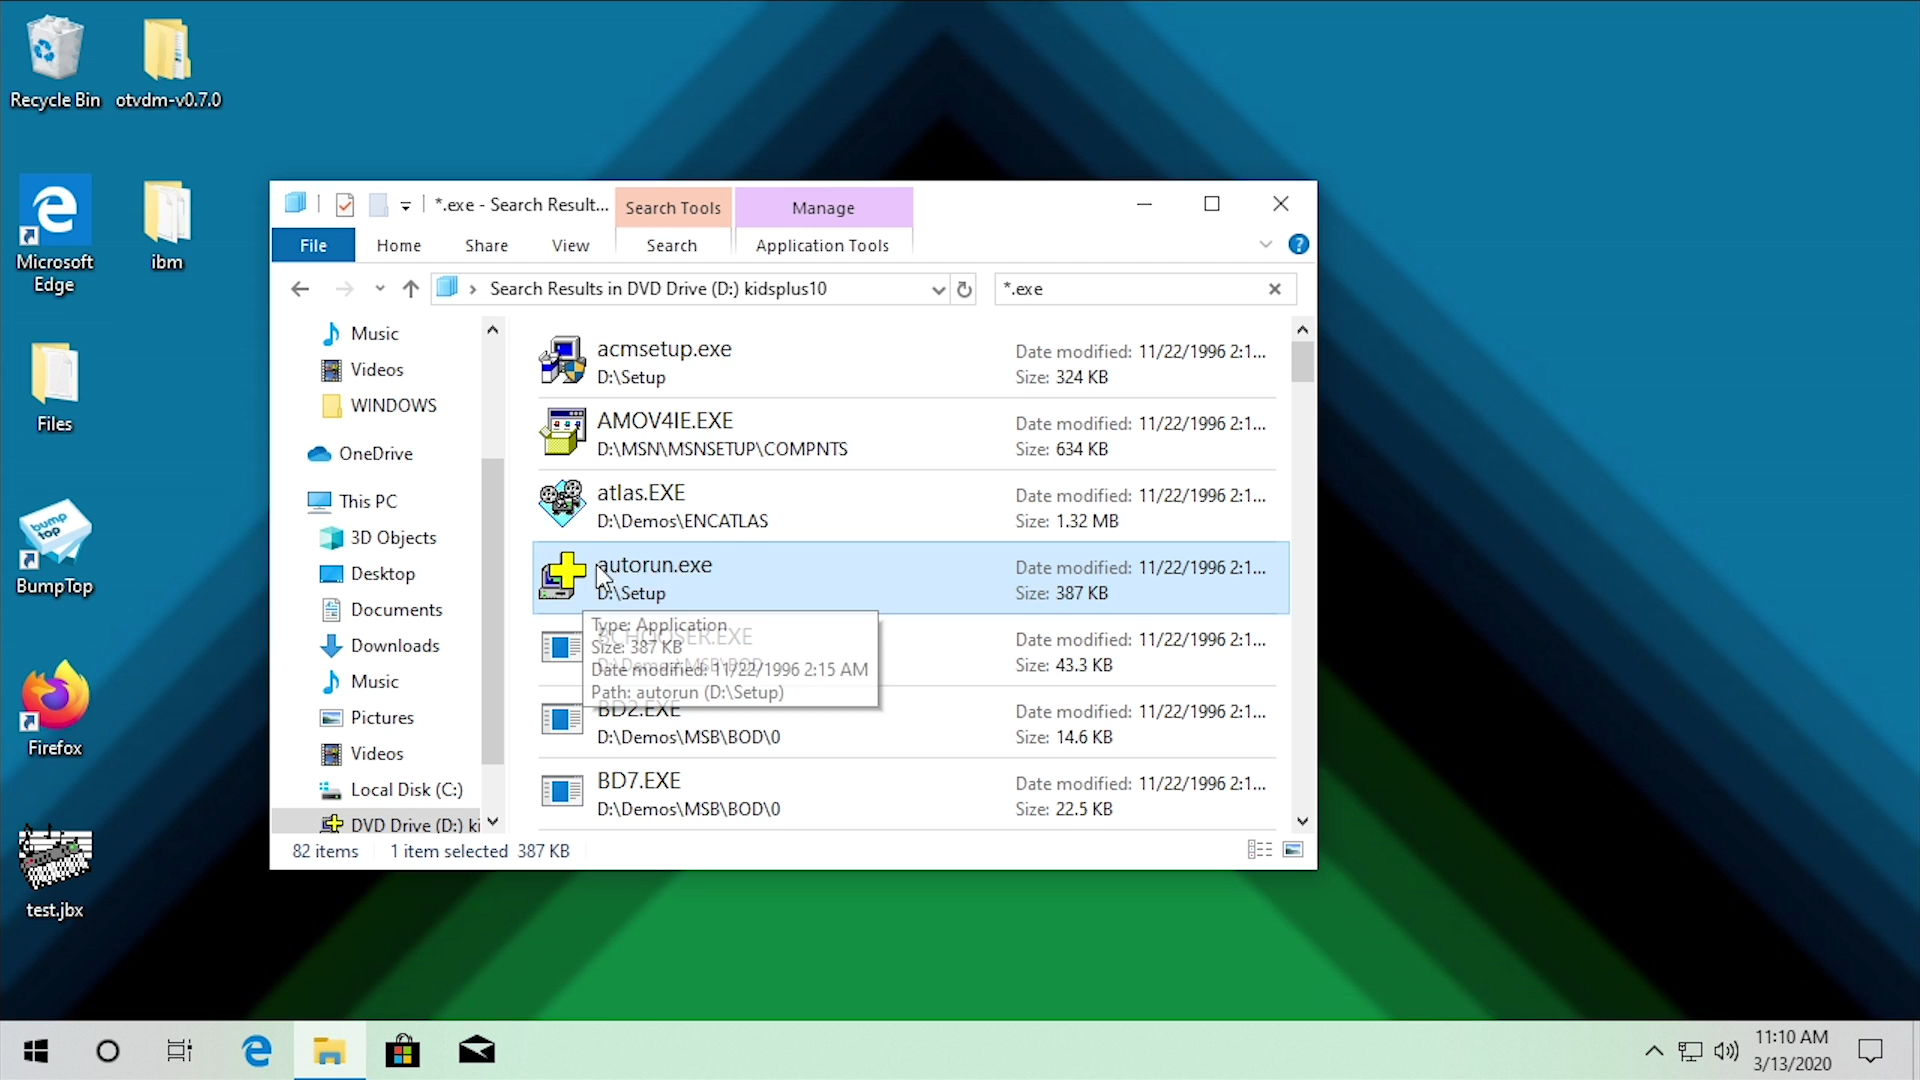 Recycle Bin
otvdm-v0.7.0
Microsoft
Edge
ibm
Files
bump
top
BumpTop
Firefox
test.jbx
*.exe - Search Result...
Search Tools
Manage
File
Home
Share
View
Search
Application Tools
Search Results in DVD Drive (D:) kidsplus10
*.exe
Music
Videos
WINDOWS
OneDrive
This PC
3D Objects
Desktop
Documents
Downloads
Music
Pictures
Videos
Local Disk (C:)
DVD Drive (D:) ki
acmsetup.exe
Date modified: 11/22/1996 2:1...
D:\Setup
Size: 324 KB
AMOV4IE.EXE
Date modified: 11/22/1996 2:1...
D:\MSN\MSNSETUP\COMPNTS
Size: 634 KB
atlas.EXE
Date modified: 11/22/1996 2:1...
D:\Demos\ENCATLAS
Size: 1.32 MB
autorun.exe
Date modified: 11/22/1996 2:1...
D:\Setup
Size: 387 KB
Type: Application
Size: 387 KB
Date modified: 11/22/1996 2:15 AM
Path: autorun (D:\Setup)
BCHOOSER.EXE
Date modified: 11/22/1996 2:1...
D:\Demos\MSB\BOD
Size: 43.3 KB
BD2.EXE
Date modified: 11/22/1996 2:1...
D:\Demos\MSB\BOD\0
Size: 14.6 KB
BD7.EXE
Date modified: 11/22/1996 2:1...
D:\Demos\MSB\BOD\0
Size: 22.5 KB
82 items
1 item selected 387 KB
11:10 AM
3/13/2020